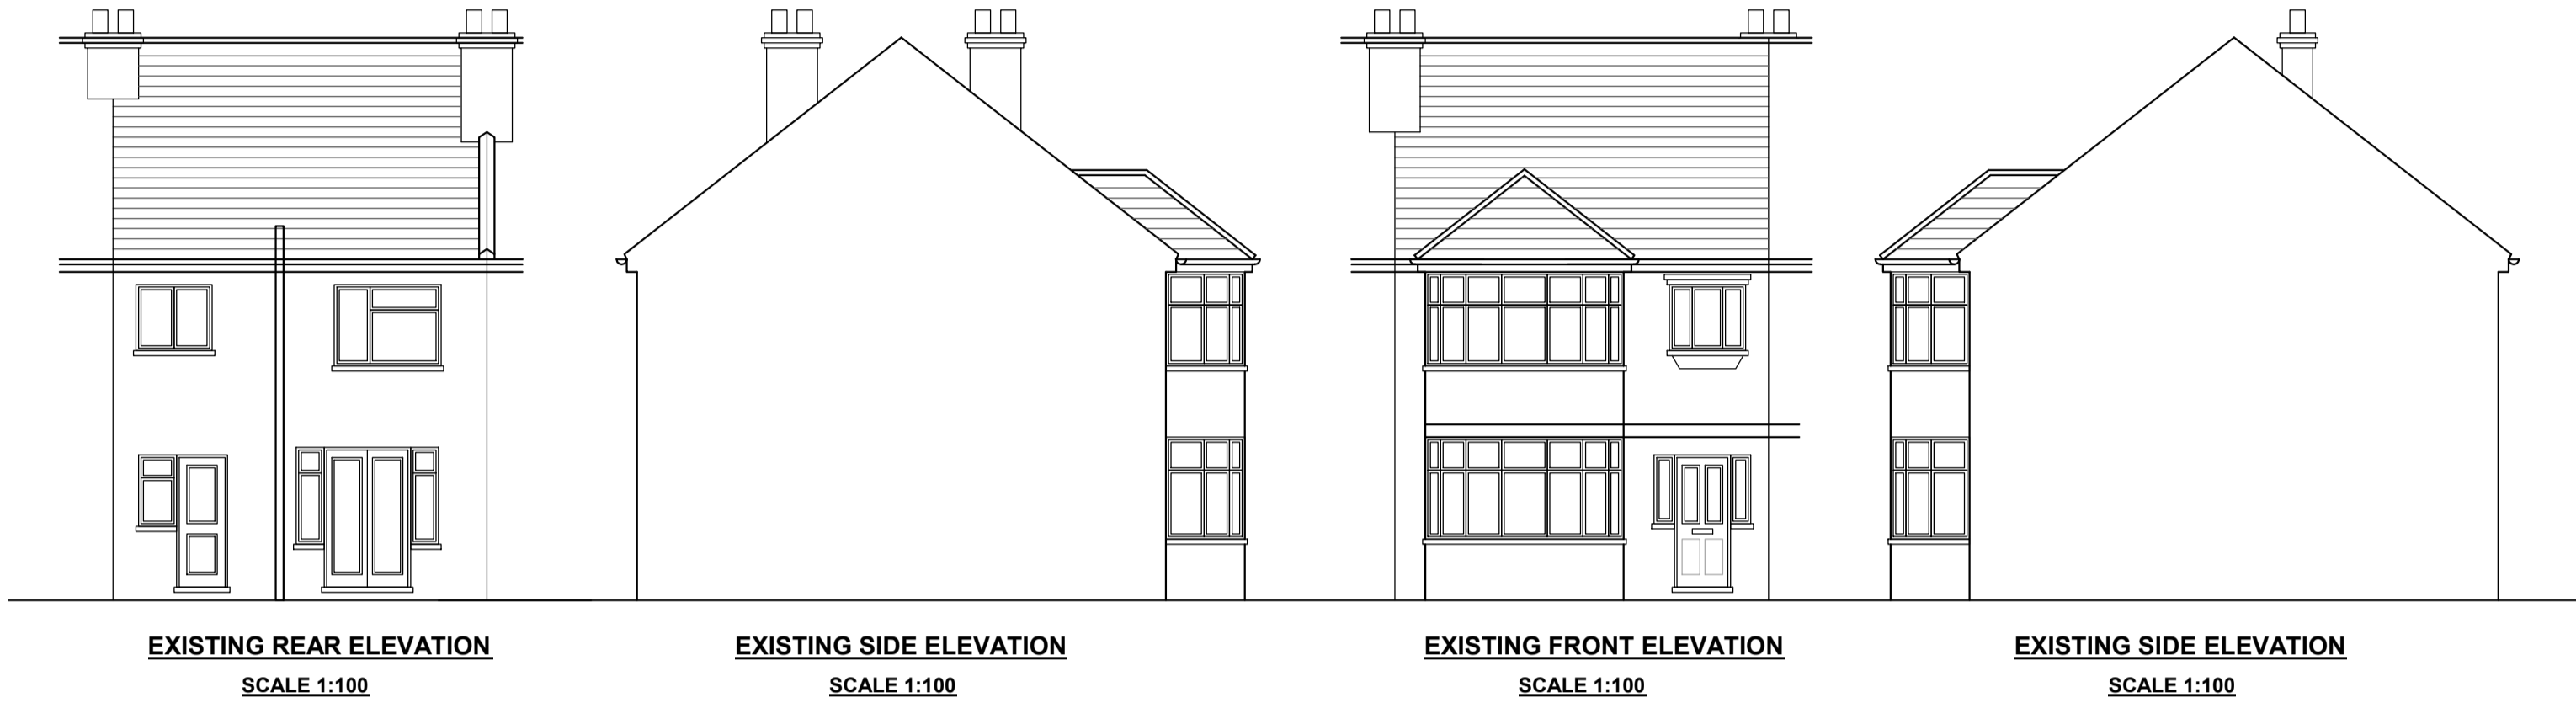 EXISTING REAR ELEVATION
SCALE 1:100
EXISTING SIDE ELEVATION
SCALE 1:100
EXISTING FRONT ELEVATION
SCALE 1:100
EXISTING SIDE ELEVATION
SCALE 1:100